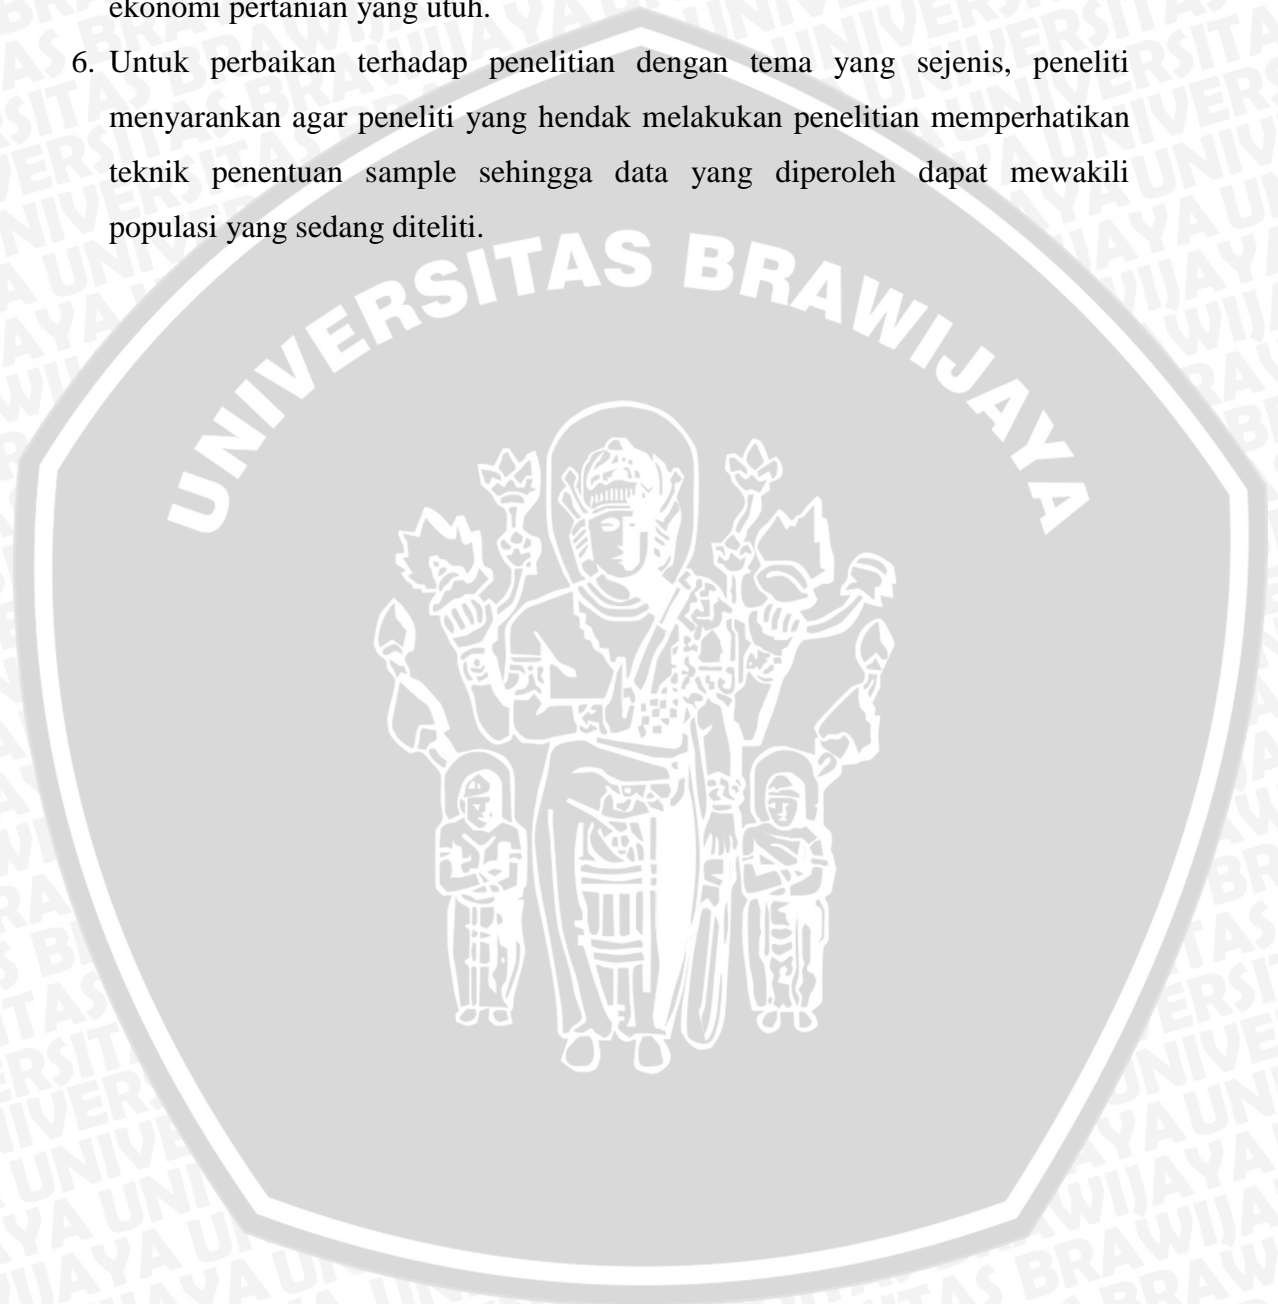 ekonomi pertanian yang utuh.
6. Untuk perbaikan terhadap penelitian dengan tema yang sejenis, peneliti
menyarankan agar peneliti yang hendak melakukan penelitian memperhatikan
teknik penentuan sample sehingga data yang diperoleh dapat mewakili
populasi yang sedang diteliti.
UNIVERSITAS BRAWIJAYA